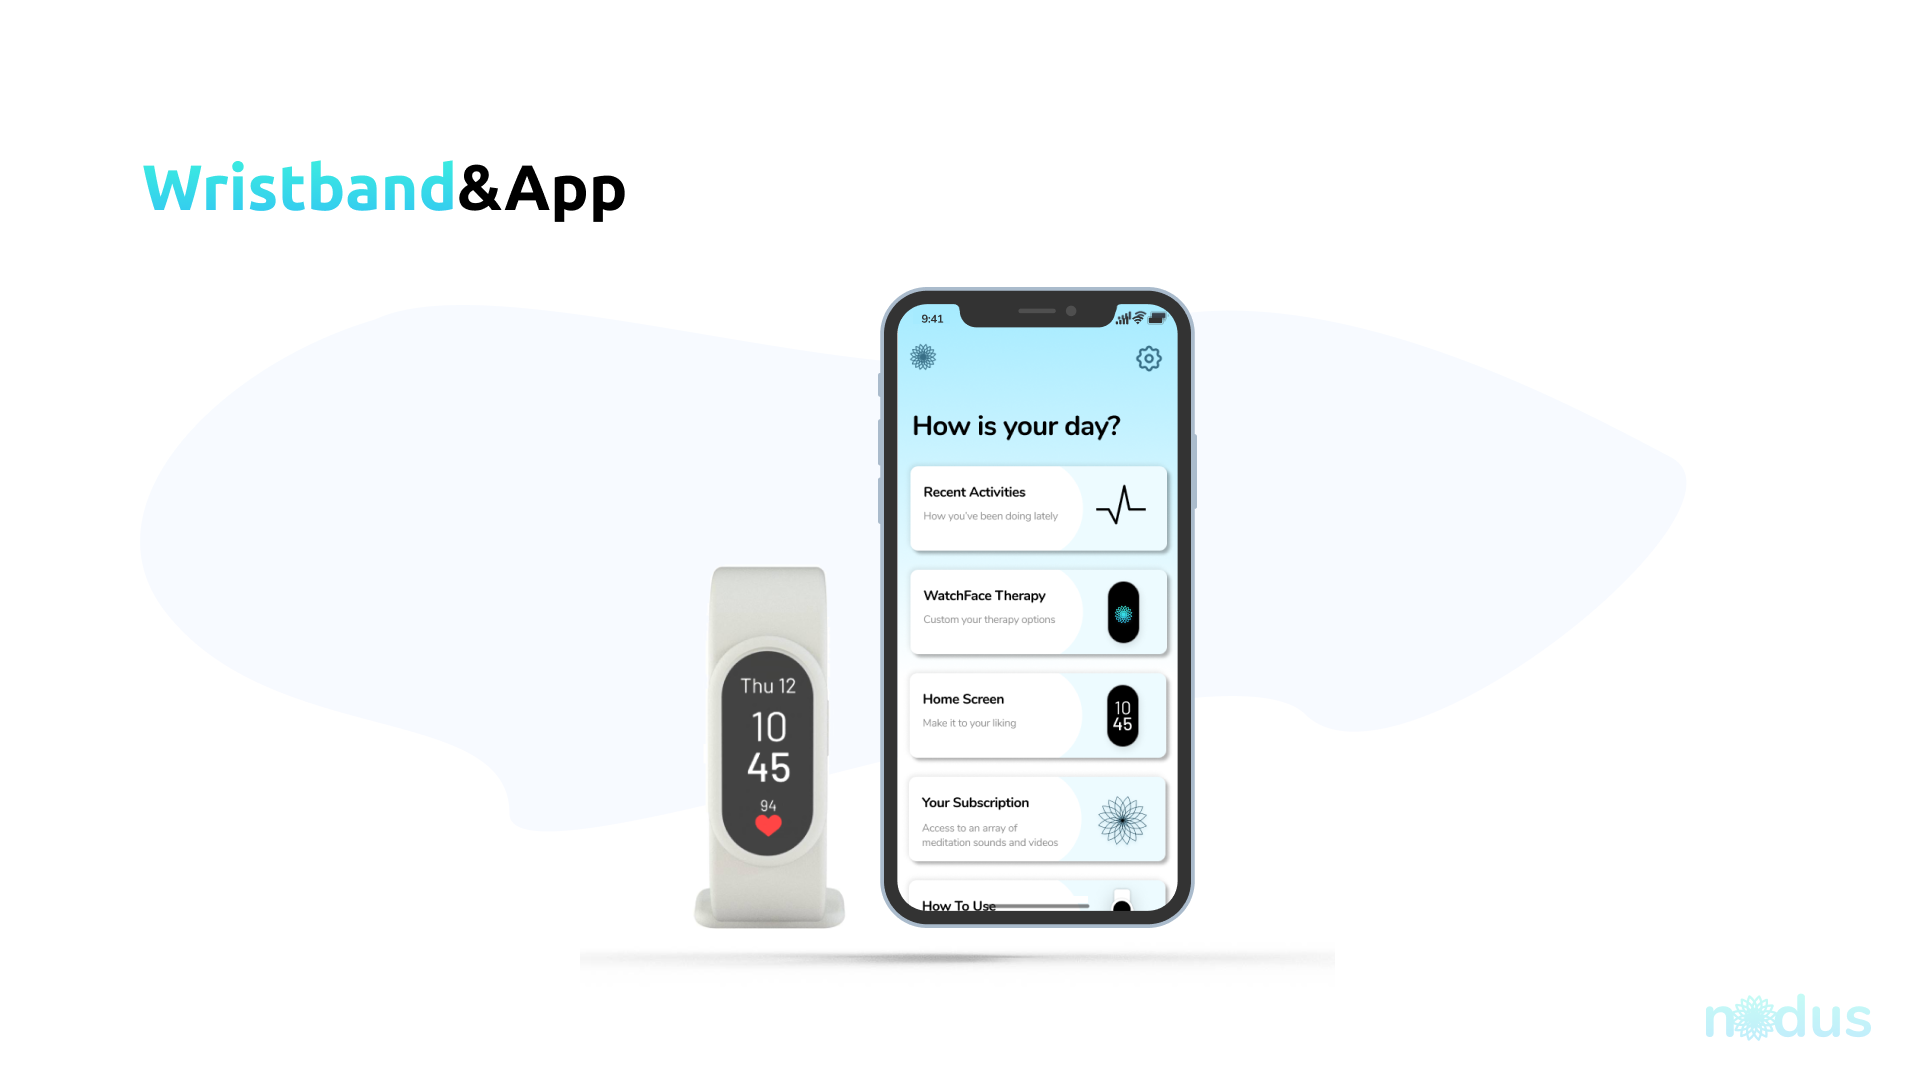 Wristband&App
9:41
How is your day?
Recent Activities
How you've been doing lately
WatchFace Therapy
Custom your therapy options
Home Screen
Make it to your liking
10
45
Your Subscription
Access to an array of
meditation sounds and videos
How To Use
Thu 12
10
45
94
nodus